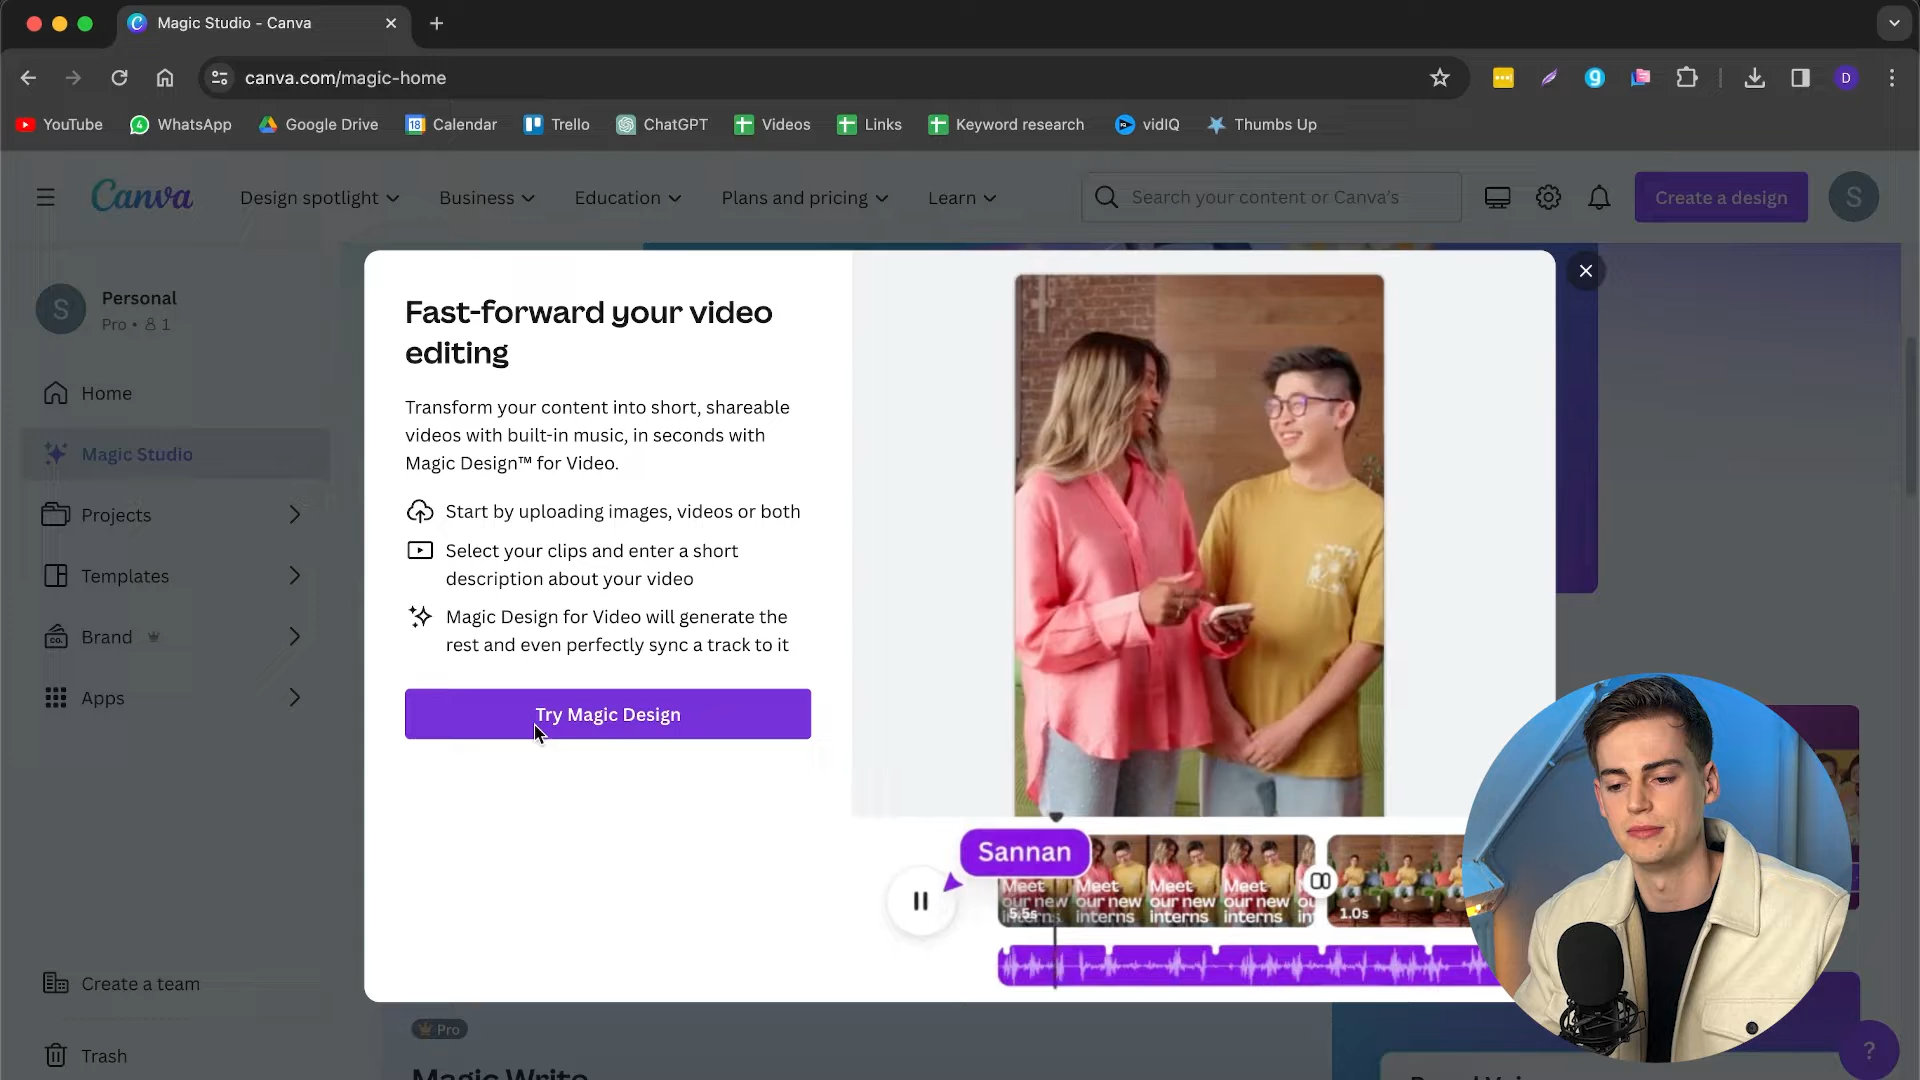 Magic Studio - Canva
canva.com/magic-home
D
YouTube
WhatsApp
Google Drive
18
Calendar
Trello
ChatGPT
Videos
Links
Keyword research
vidIQ
Thumbs Up
Canva
Design spotlight
Business
Education
Plans and pricing
Learn
Search your content or Canva's
Create a design
S
S
Personal
Pro • 1
Home
Magic Studio
Projects
Templates
CO.
Brand
Apps
Create a team
Trash
Fast-forward your video
editing
Transform your content into short, shareable
videos with built-in music, in seconds with
Magic Design™ for Video.
Start by uploading images, videos or both
Select your clips and enter a short
description about your video
Magic Design for Video will generate the
rest and even perfectly sync a track to it
Try Magic Design
Sannan
Meet Meet Meet Meet
our new our new our new our new ou
interns interns interns interns int
5.5s
1.0s
Pro
Magic Write
?